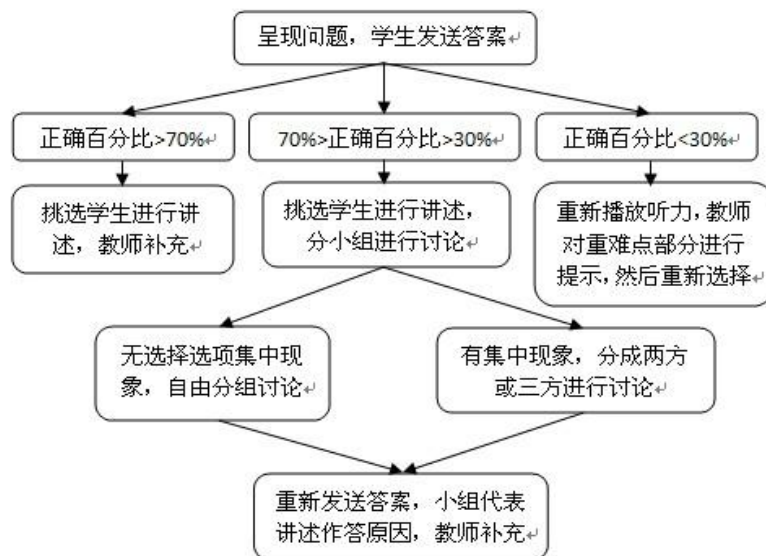 呈现问题，学生发送答案↵
正确百分比>70%↵
70%>正确百分比>30%↵
正确百分比<30%↵
挑选学生进行讲
述，教师补充↵
挑选学生进行讲述，
分小组进行讨论↵
重新播放听力，教师
对重难点部分进行
提示，然后重新选择↵
无选择选项集中现
象，自由分组讨论↵
有集中现象，分成两方
或三方进行讨论↵
重新发送答案，小组代表
讲述作答原因，教师补充↵